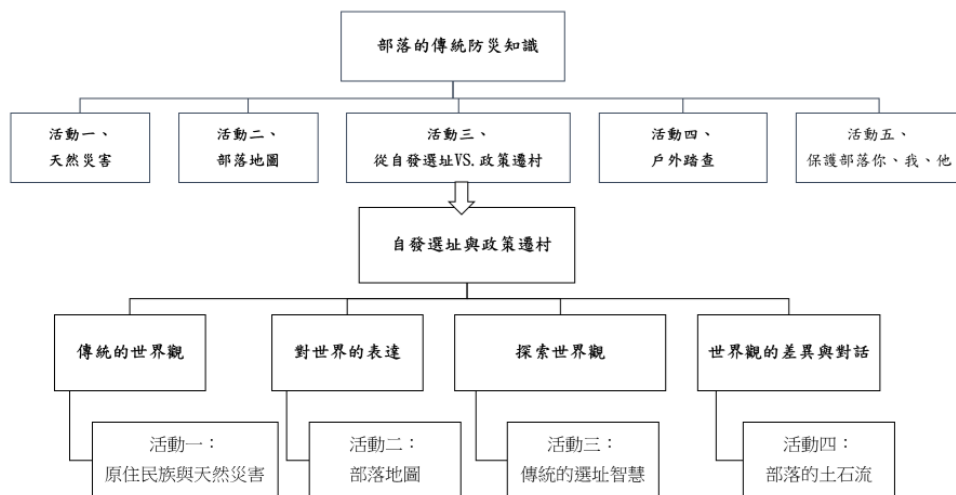 部落的傳統防災知識
活動一、
天然災害
活動二、
部落地圖
活動三、
從自發選址VS.政策遷村
活動四、
戶外踏查
活動五、
保護部落你、我、他
自發選址與政策遷村
傳統的世界觀
對世界的表達
探索世界觀
世界觀的差異與對話
活動一：
原住民族與天然災害
活動二：
部落地圖
活動三：
傳統的選址智慧
活動四：
部落的土石流